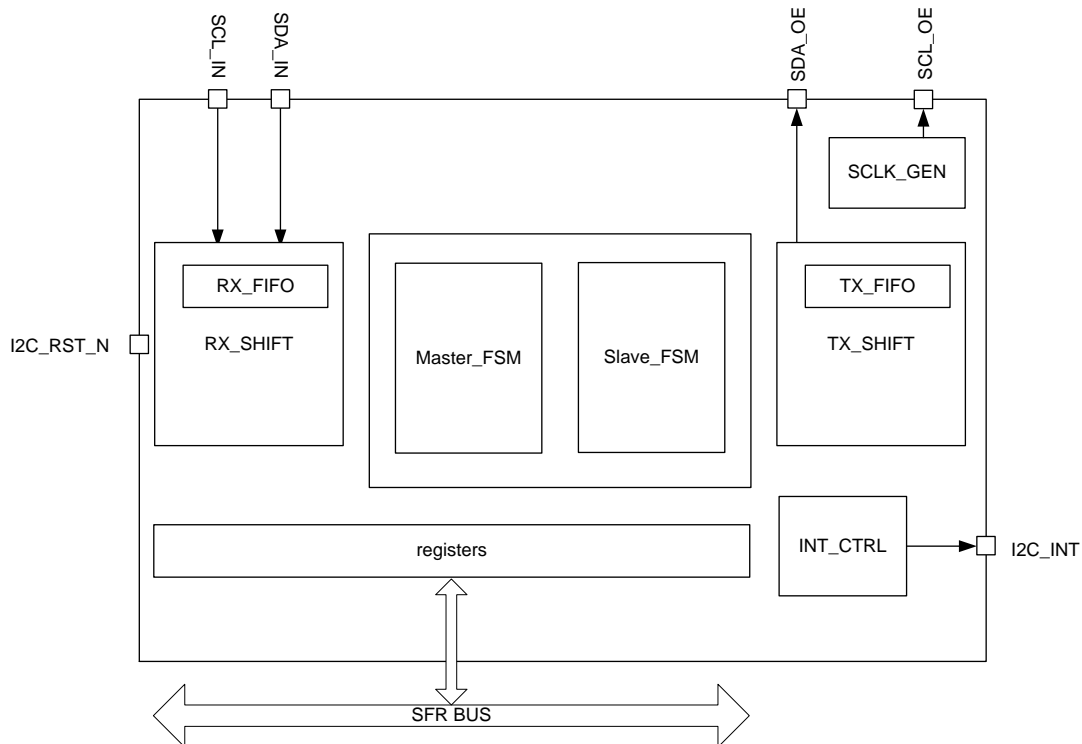 SCL_IN
SDA_IN
SDA_OE
SCL_OE
SCLK_GEN
RX_FIFO
TX_FIFO
I2C_RST_N
RX_SHIFT
Master_FSM
Slave_FSM
TX_SHIFT
registers
INT_CTRL
I2C_INT
SFR BUS